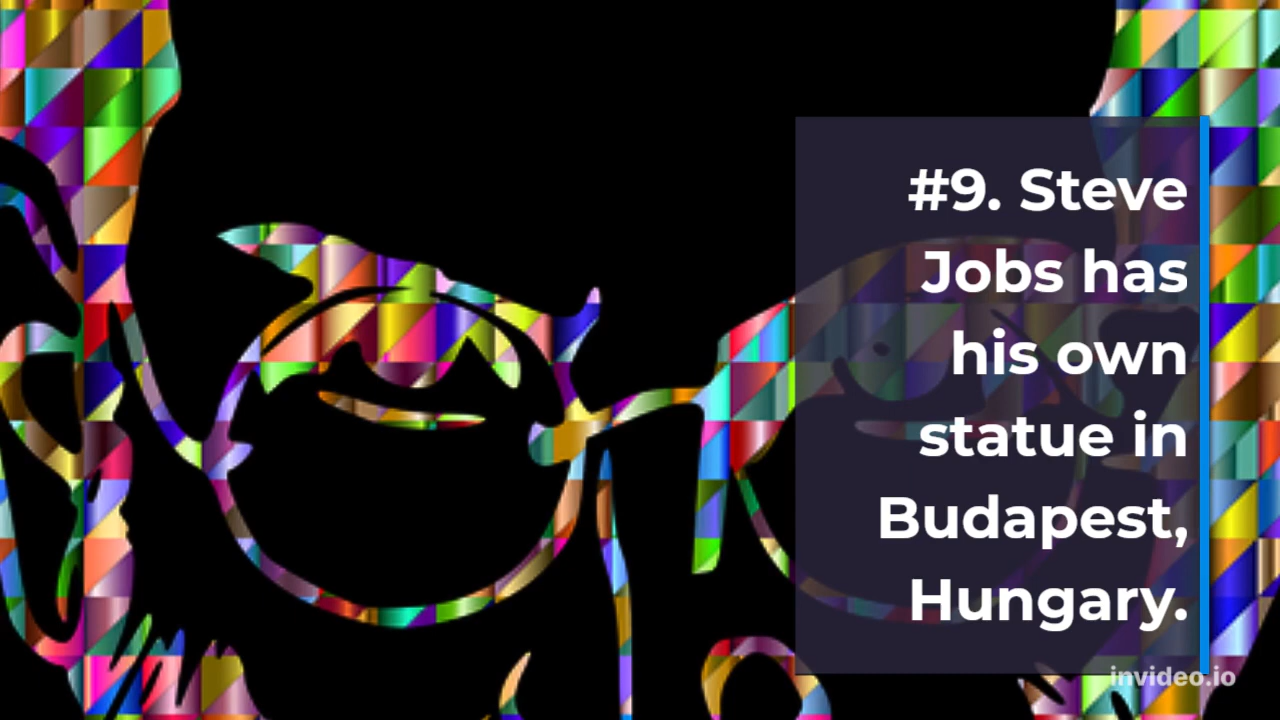 #9. Steve
Jobs has
his own
statue in
Budapest,
Hungary.
invideo.io